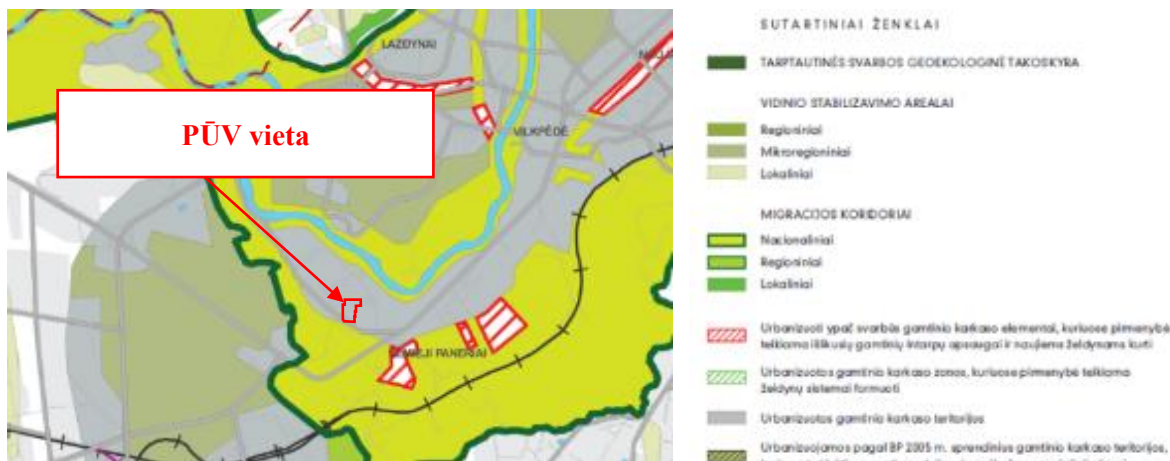 LAZDYNAI
VILKPĖDĖ
PŪV vieta
PANERIAI
SUTARTINIAI ŽENKLAI
TARPTAUTINĖS SVARBOS GEOEKOLOGINĖ TAKOSKYRA
VIDINIO STABILIZAVIMO AREALAI
Regioniniai
Mikroregioniniai
Lokaliniai
MIGRACIJOS KORIDORIAI
Nacionaliniai
Regioniniai
Lokaliniai
Urbanizuoti ypač svarbūs gamtinio karkaso elementai, kuriuose pirmenybė
teikiama išlikusių gamtinių intarpų apsaugai ir naujiems želdynams kurti
Urbanizuotos gamtinio karkaso zonos, kuriuose pirmenybė teikiama
želdynų sistemai formuoti
Urbanizuotos gamtinio karkaso teritorijos
Urbanizuojamos pagal BP 2005 m. sprendinius gamtinio karkaso teritorijos,